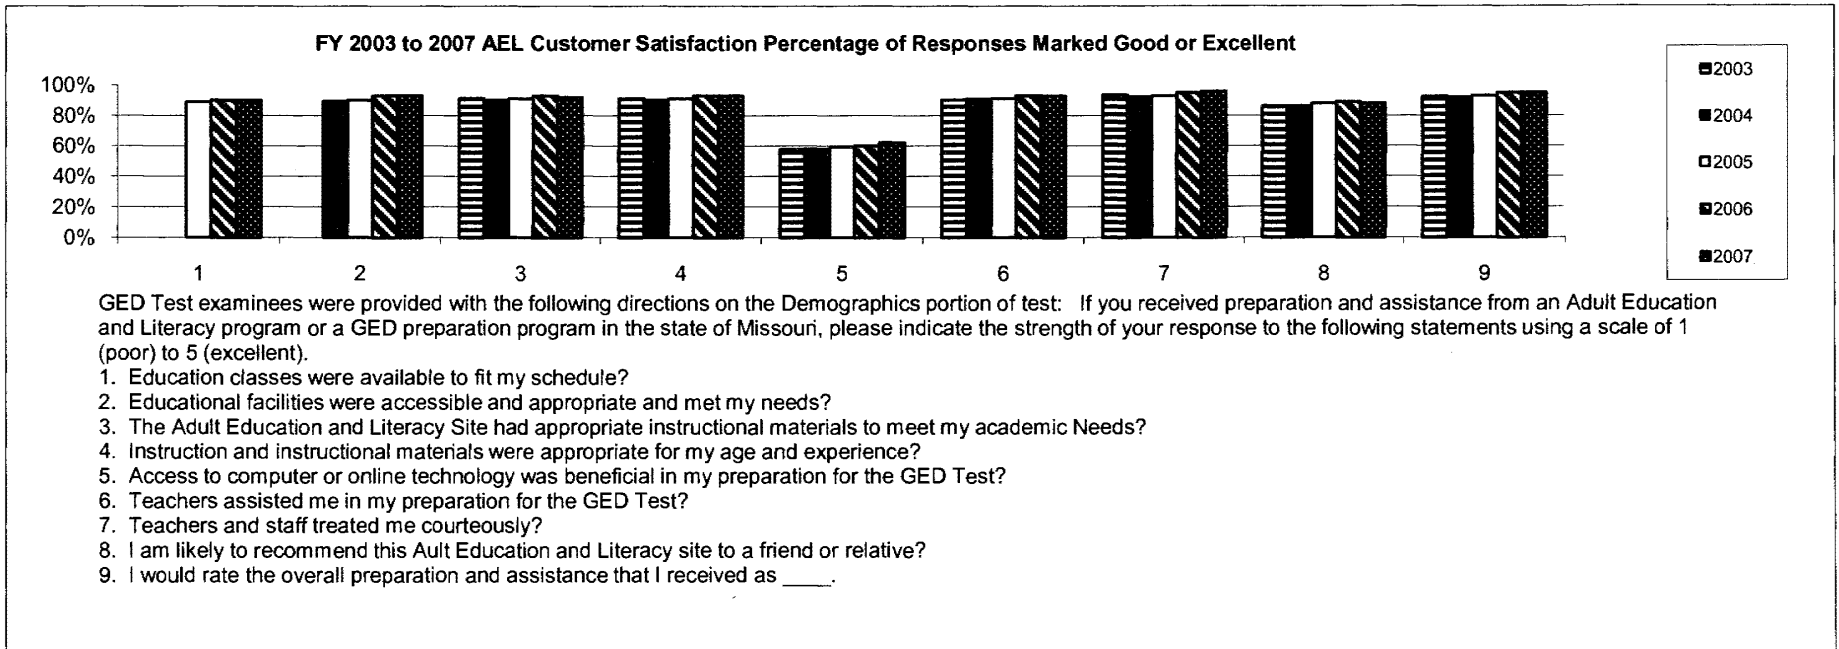 FY 2003 to 2007 AEL Customer Satisfaction Percentage of Responses Marked Good or Excellent
100%
80%
60%
40%
20%
0%
1 2 3 4 5 6 7 8 9
2003
2004
2005
2006
2007
GED Test examinees were provided with the following directions on the Demographics portion of test: If you received preparation and assistance from an Adult Education
and Literacy program or a GED preparation program in the state of Missouri, please indicate the strength of your response to the following statements using a scale of 1
(poor) to 5 (excellent).
1. Education classes were available to fit my schedule?
2. Educational facilities were accessible and appropriate and met my needs?
3. The Adult Education and Literacy Site had appropriate instructional materials to meet my academic Needs?
4. Instruction and instructional materials were appropriate for my age and experience?
5. Access to computer or online technology was beneficial in my preparation for the GED Test?
6. Teachers assisted me in my preparation for the GED Test?
7. Teachers and staff treated me courteously?
8. I am likely to recommend this Ault Education and Literacy site to a friend or relative?
9. I would rate the overall preparation and assistance that I received as ____.